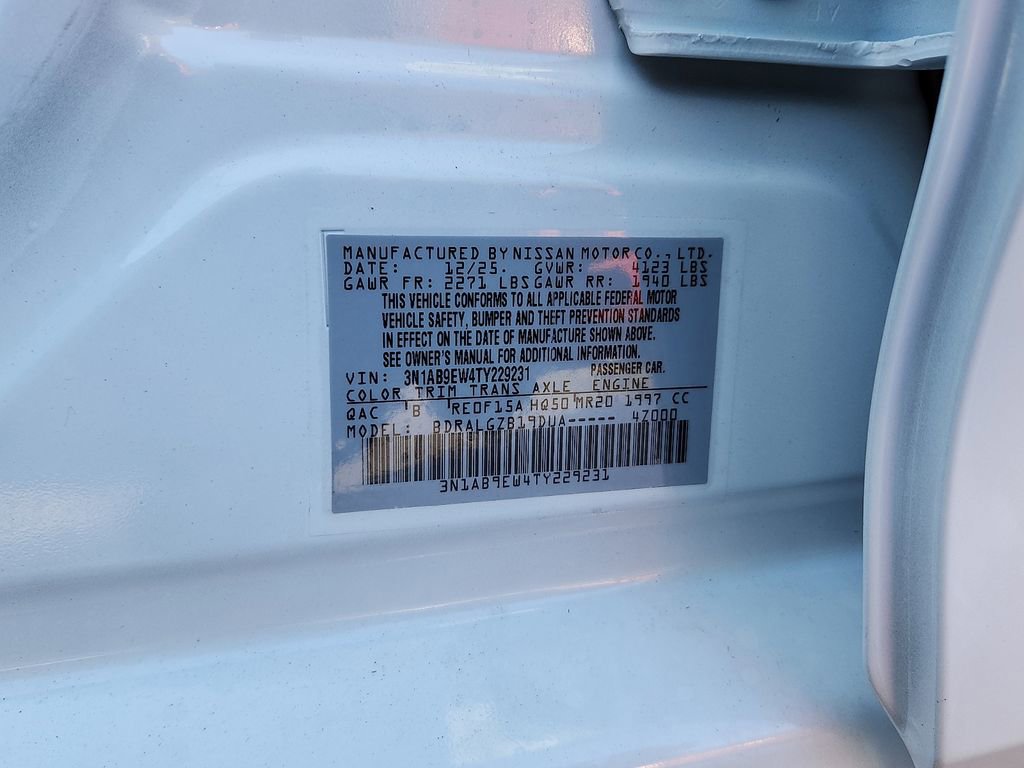 MANUFACTURED BY NISSAN MOTOR CO., LTD.
DATE: 12/25. GVWR: 4123 LBS
GAWR FR: 2271 LBS GAWR RR: 1940 LBS
THIS VEHICLE CONFORMS TO ALL APPLICABLE FEDERAL MOTOR
VEHICLE SAFETY, BUMPER AND THEFT PREVENTION STANDARDS
IN EFFECT ON THE DATE OF MANUFACTURE SHOWN ABOVE.
SEE OWNER'S MANUAL FOR ADDITIONAL INFORMATION.
VIN: 3N1AB9EW4TY229231 PASSENGER CAR.
COLOR TRIM TRANS AXLE ENGINE
QAC B RE0F15A HQ50 MR20 1997 CC
MODEL: BDRALGZB19DUA----- 4Z000
3N1AB9EW4TY229231